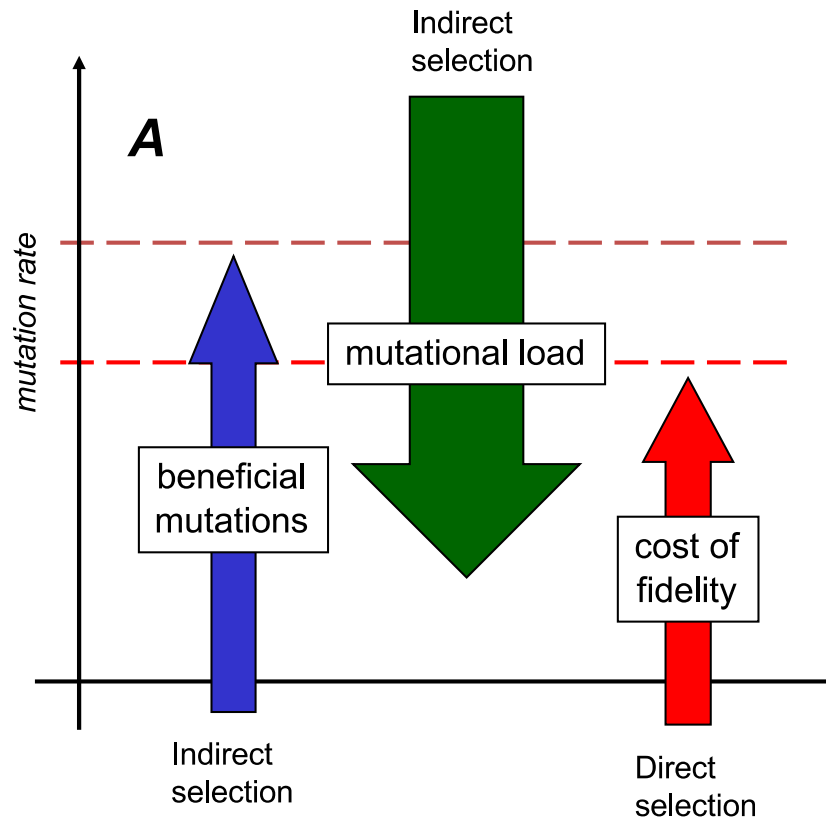 Indirect
selection
A
mutation rate
mutational load
beneficial
mutations
cost of
fidelity
Indirect
selection
Direct
selection